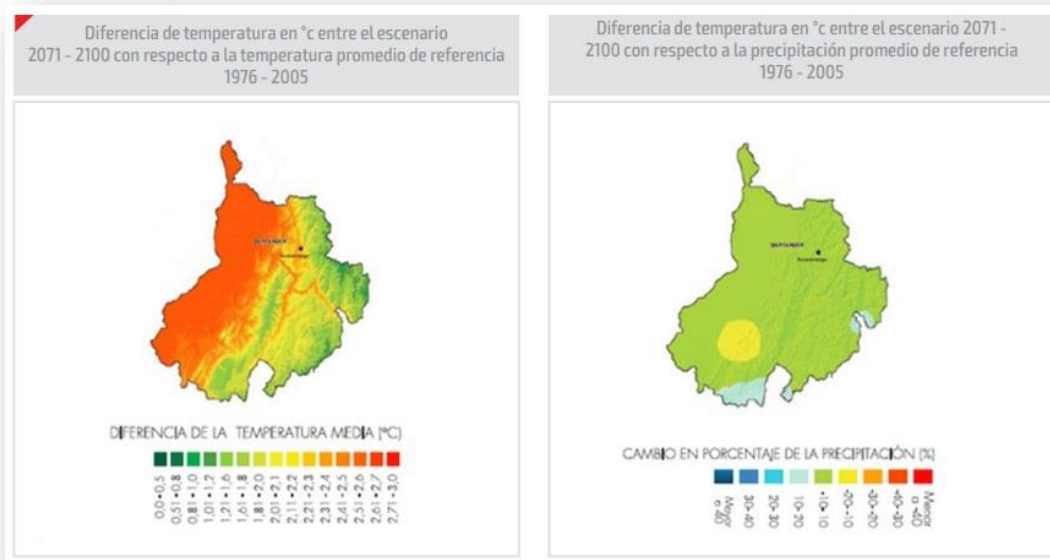 Diferencia de temperatura en °c entre el escenario
2071 - 2100 con respecto a la temperatura promedio de referencia
1976 - 2005
SANTANDER
Bucaramanga
DIFERENCIA DE LA TEMPERATURA MEDIA (°C)
0,0 • 0,5
0,51 • 0,8
0,81 • 1,0
1,01 • 1,2
1,21 • 1,6
1,61 • 1,8
1,81 • 2,0
2,01 • 2,1
2,11 • 2,2
2,21 • 2,3
2,31 • 2,4
2,41 • 2,5
2,51 • 2,6
2,61 • 2,7
2,71 • 3,0
Diferencia de temperatura en °c entre el escenario 2071 -
2100 con respecto a la precipitación promedio de referencia
1976 - 2005
SANTANDER
Bucaramanga
CAMBIO EN PORCENTAJE DE LA PRECIPITACIÓN (%)
Mayor
a 40
30•40
20•30
10•20
•10•10
•20•10
•30•20
•40•30
Menor
a •40